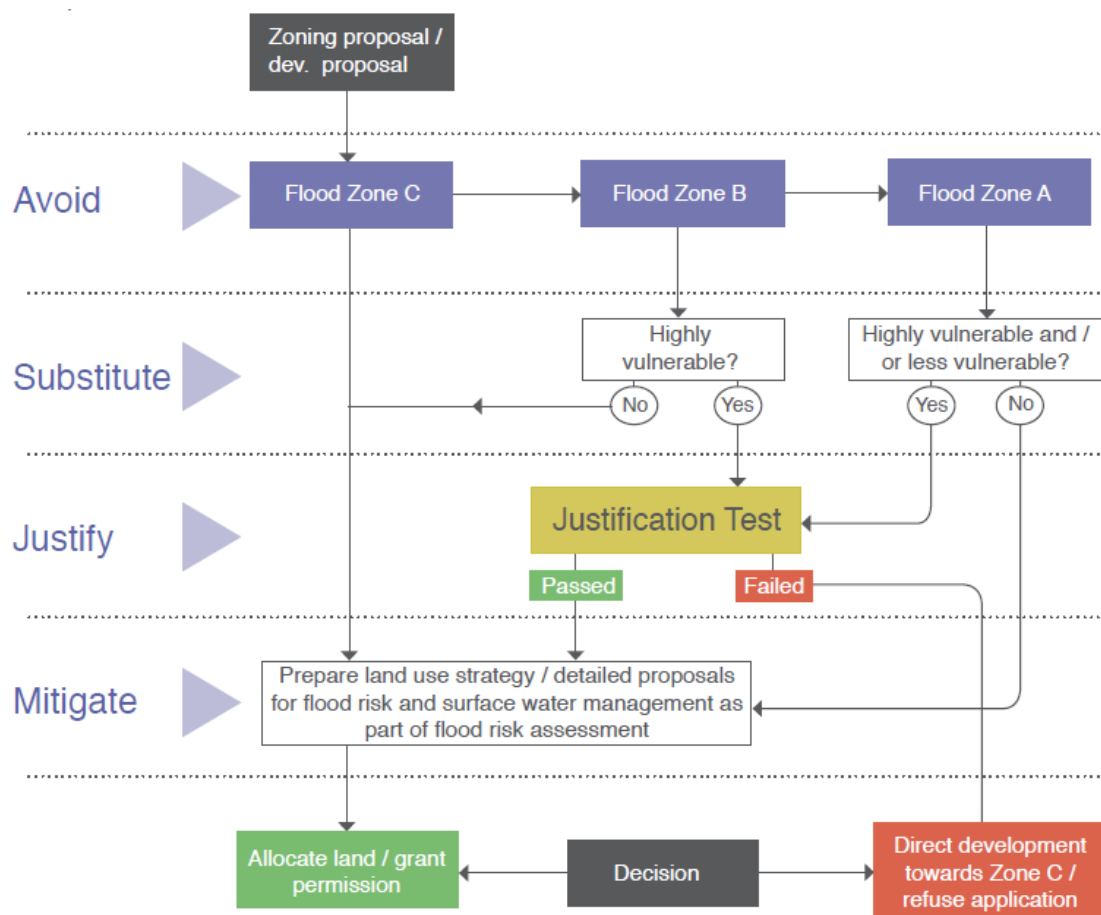 Zoning proposal /
dev. proposal
Avoid
Flood Zone C
Flood Zone B
Flood Zone A
Substitute
Highly
vulnerable?
No
Yes
Highly vulnerable and /
or less vulnerable?
Yes
No
Justify
Justification Test
Passed
Failed
Mitigate
Prepare land use strategy / detailed proposals
for flood risk and surface water management as
part of flood risk assessment
Allocate land / grant
permission
Decision
Direct development
towards Zone C /
refuse application